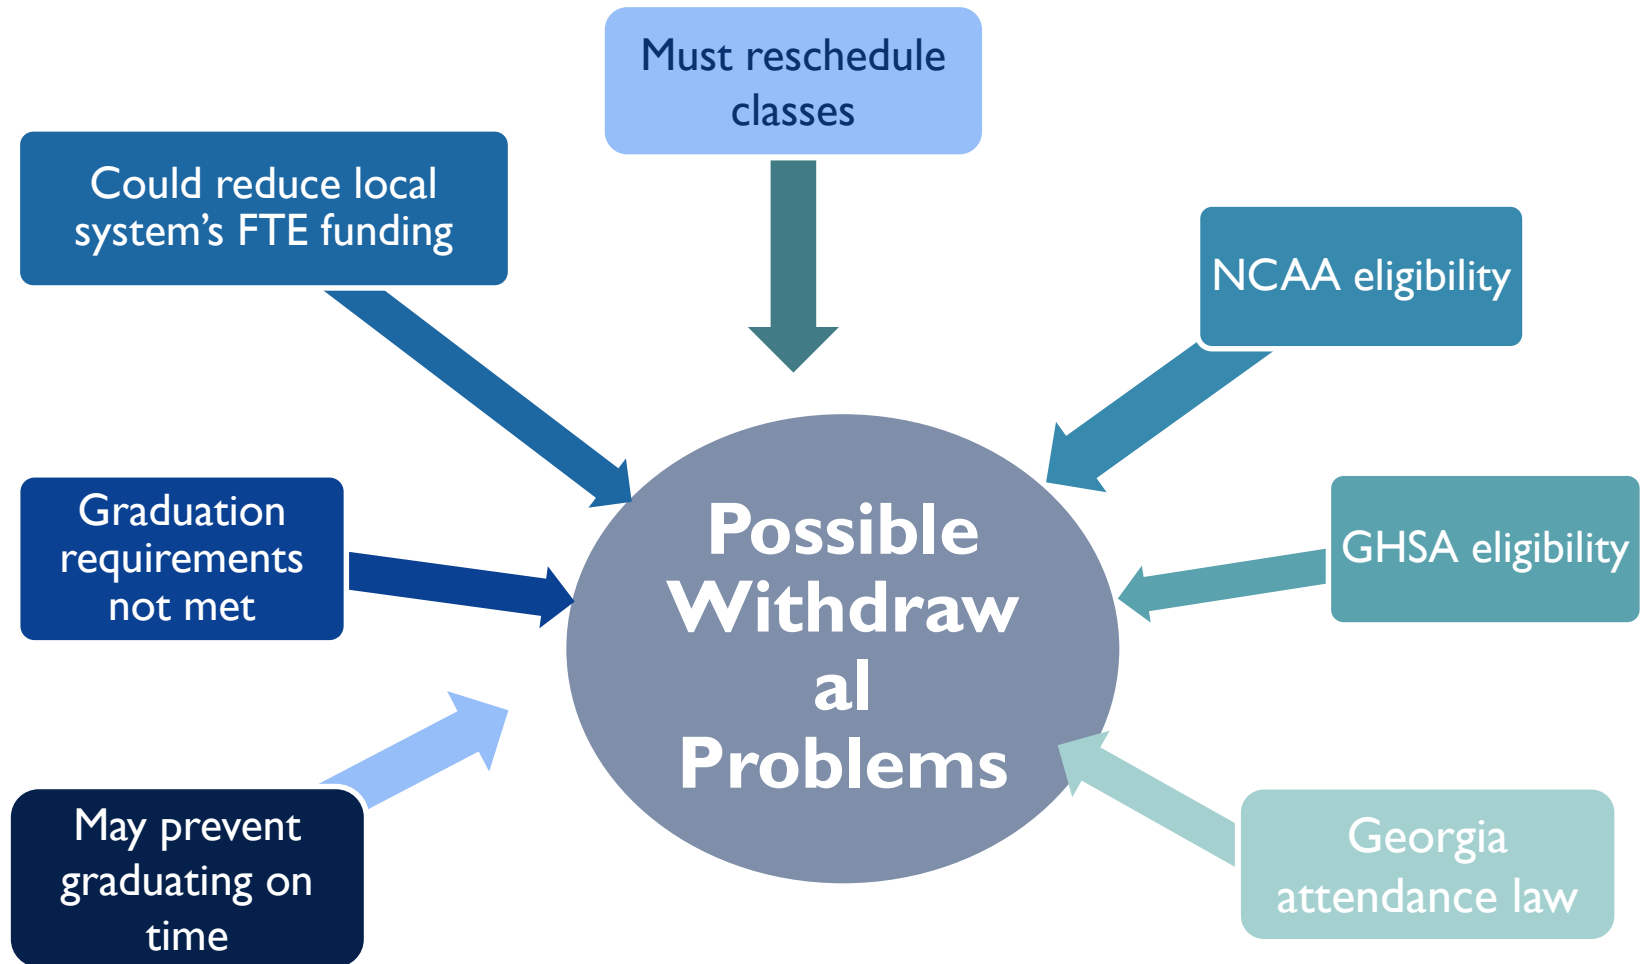 Must reschedule
classes
Could reduce local
system’s FTE funding
NCAA eligibility
Graduation
requirements
not met
GHSA eligibility
Possible
Withdraw
al
Problems
May prevent
graduating on
time
Georgia
attendance law